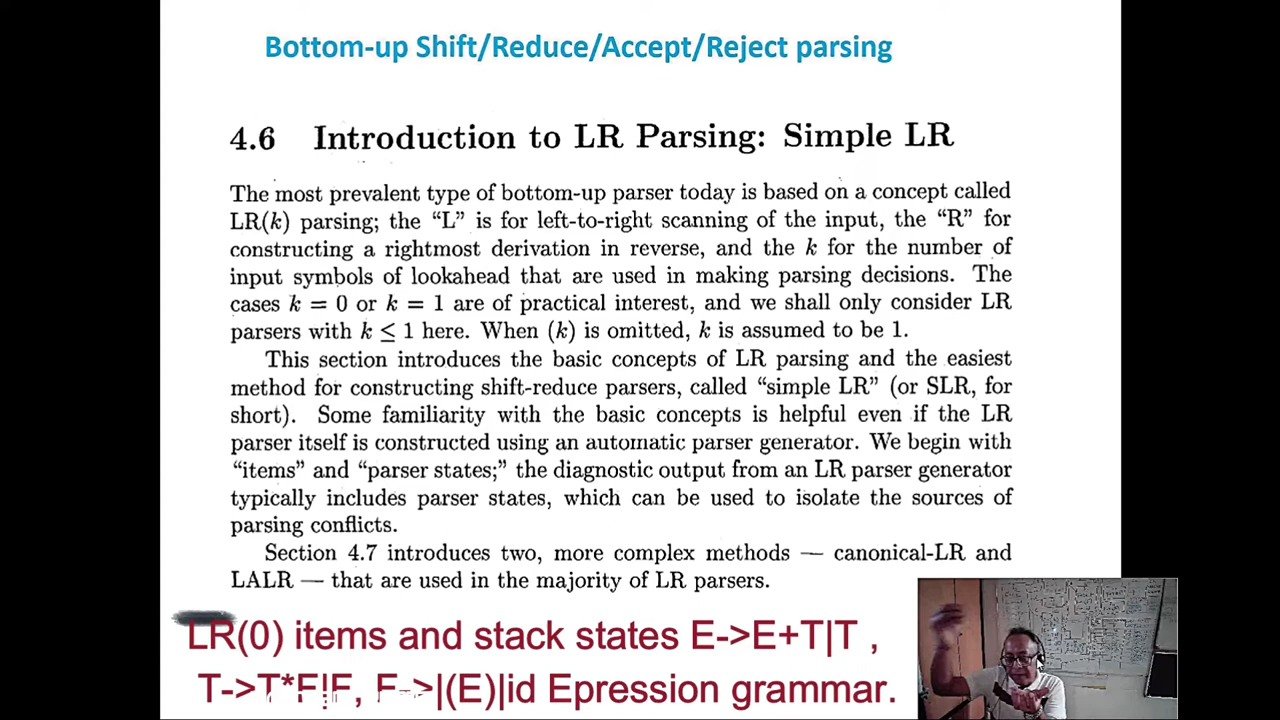 Bottom-up Shift/Reduce/Accept/Reject parsing
4.6 Introduction to LR Parsing: Simple LR
The most prevalent type of bottom-up parser today is based on a concept called
LR(k) parsing; the “L” is for left-to-right scanning of the input, the “R” for
constructing a rightmost derivation in reverse, and the k for the number of
input symbols of lookahead that are used in making parsing decisions. The
cases k = 0 or k = 1 are of practical interest, and we shall only consider LR
parsers with k ≤ 1 here. When (k) is omitted, k is assumed to be 1.
This section introduces the basic concepts of LR parsing and the easiest
method for constructing shift-reduce parsers, called “simple LR” (or SLR, for
short). Some familiarity with the basic concepts is helpful even if the LR
parser itself is constructed using an automatic parser generator. We begin with
“items” and “parser states;” the diagnostic output from an LR parser generator
typically includes parser states, which can be used to isolate the sources of
parsing conflicts.
Section 4.7 introduces two, more complex methods — canonical-LR and
LALR — that are used in the majority of LR parsers.
LR(0) items and stack states E->E+T|T ,
T->T*F|F, F->|(E)|id Epression grammar.